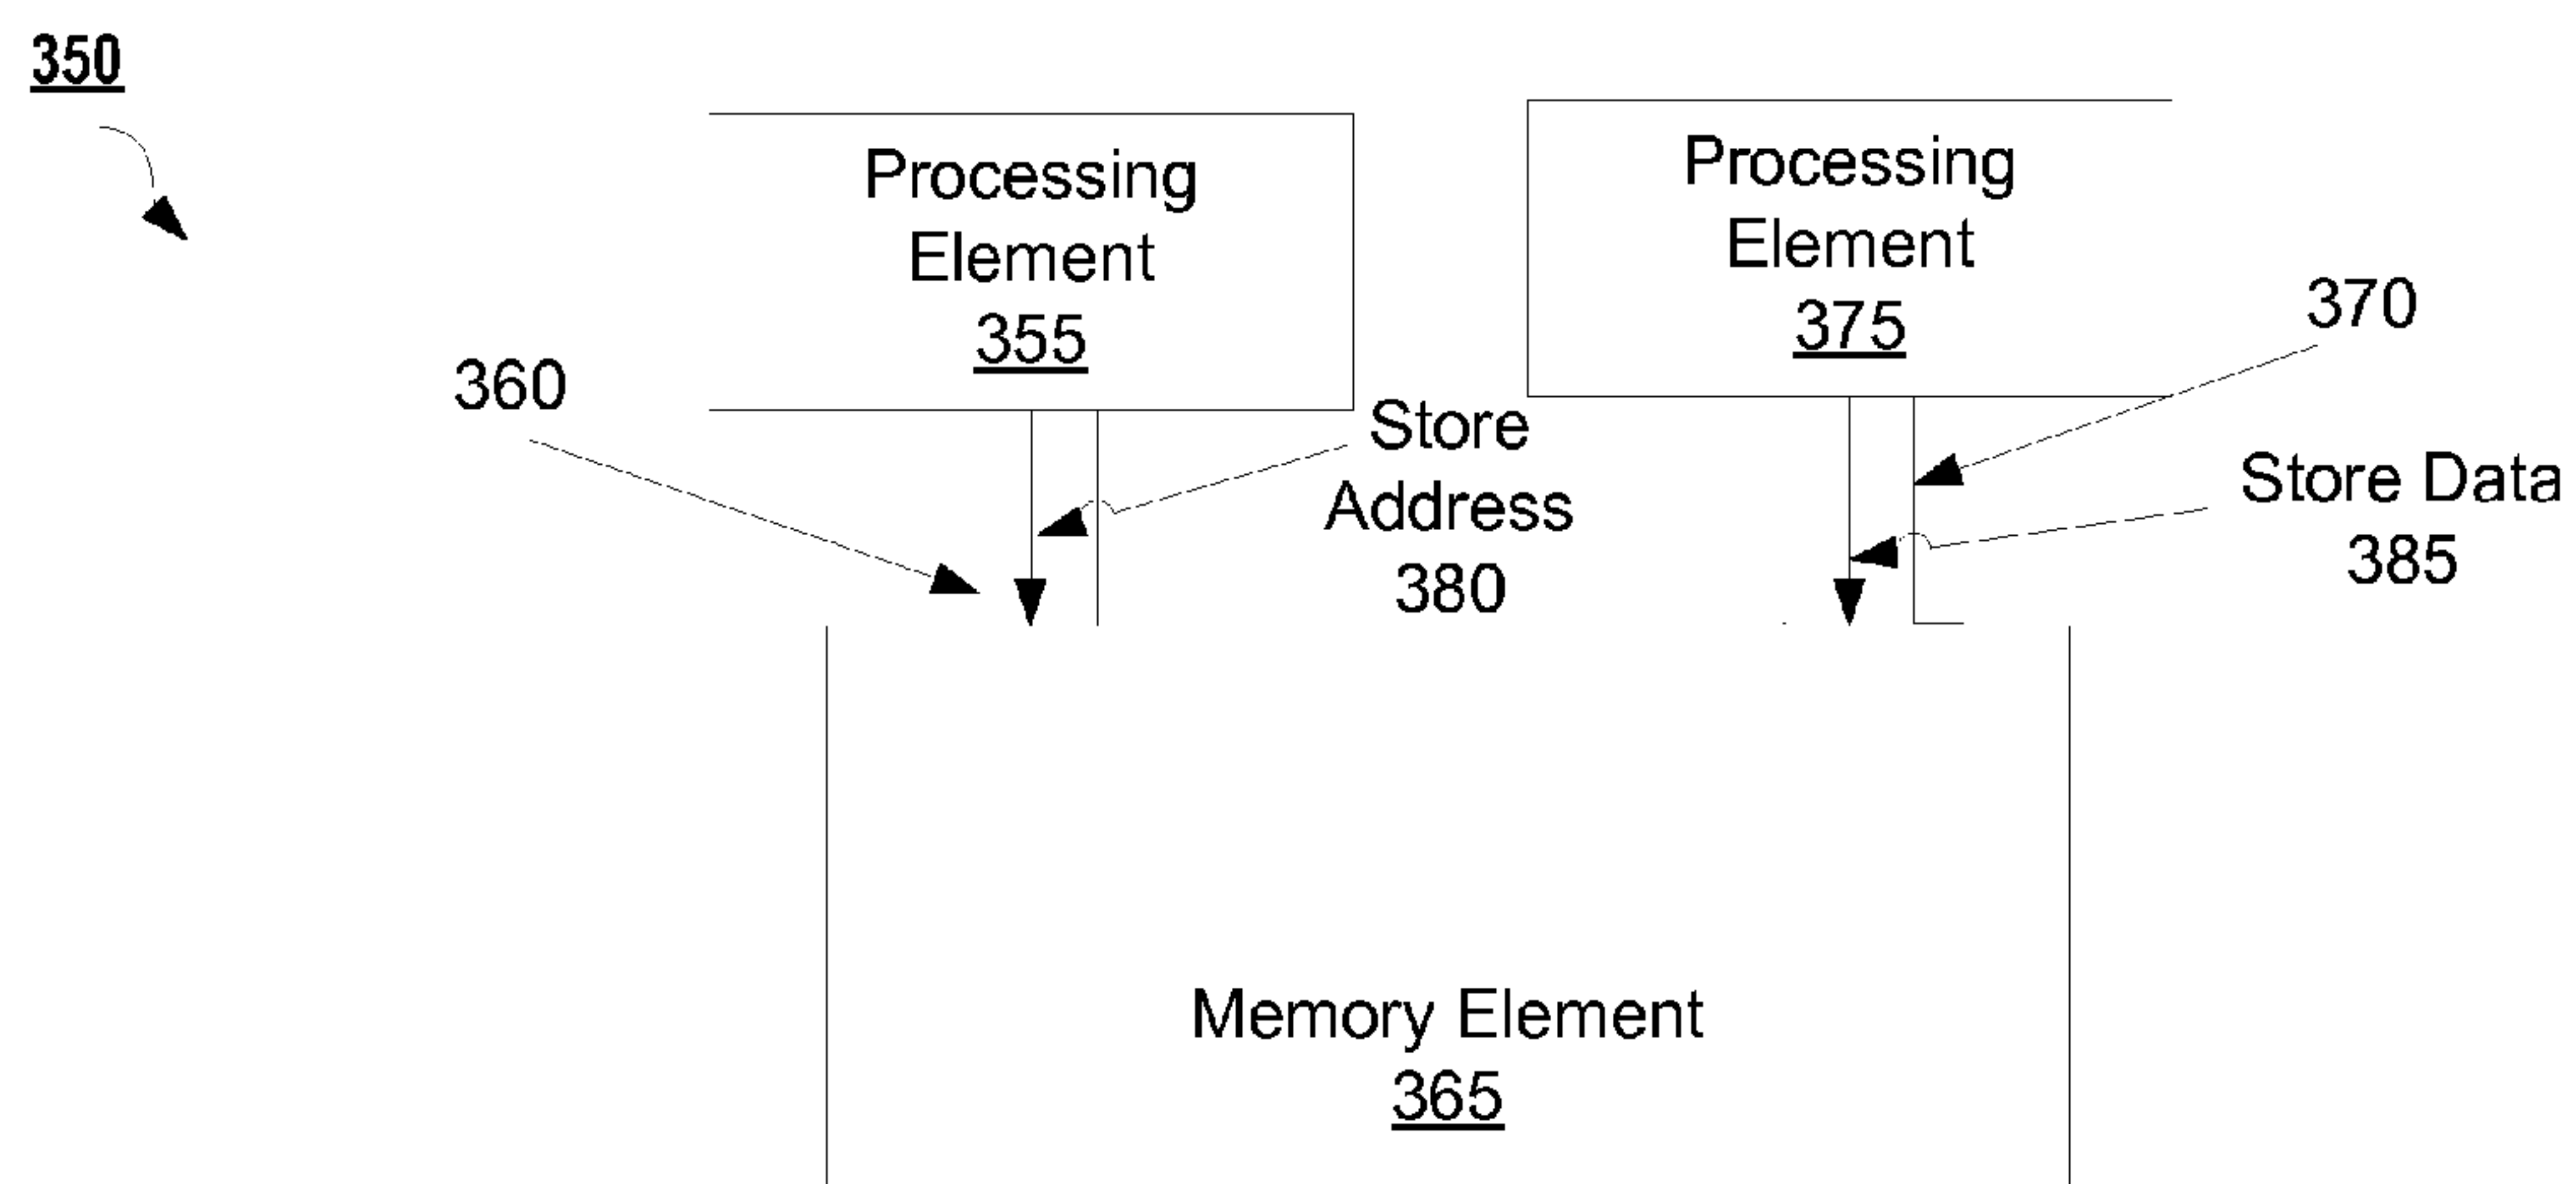 350
Processing
Element
355
Processing
Element
375
370
360
Store
Address
380
Store Data
385
Memory Element
365